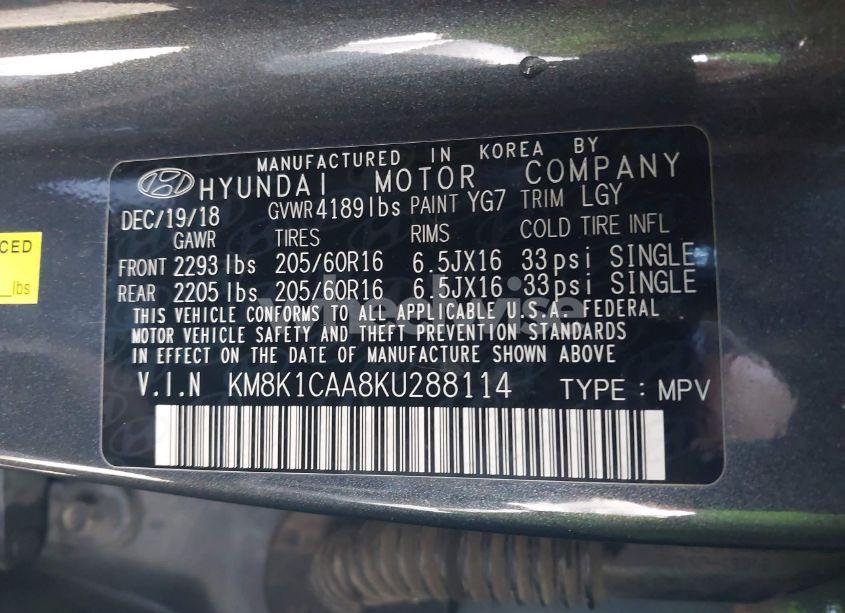 MANUFACTURED IN KOREA BY
HYUNDAI MOTOR COMPANY
DEC/19/18 GVWR 4189lbs PAINT YG7 TRIM LGY
GAWR TIRES RIMS COLD TIRE INFL
FRONT 2293 lbs 205/60R16 6.5JX16 33psi SINGLE
REAR 2205 lbs 205/60R16 6.5JX16 33psi SINGLE
THIS VEHICLE CONFORMS TO ALL APPLICABLE U.S.A. FEDERAL
MOTOR VEHICLE SAFETY AND THEFT PREVENTION STANDARDS
IN EFFECT ON THE DATE OF MANUFACTURE SHOWN ABOVE
V.I.N KM8K1CAA8KU288114 TYPE : MPV
CED
lbs